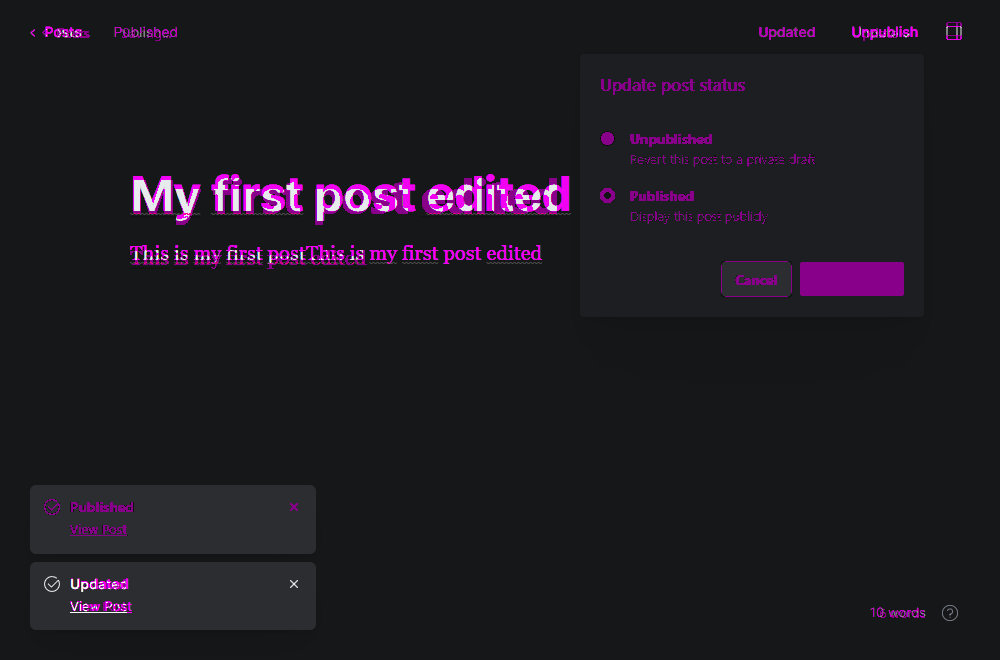 Posts Published Updated Unpublish
Update post status
Unpublished
Revert this post to a private draft
Published
Display this post publicly
Cancel
My first post edited
This is my first postThis is my first post edited
Published
View Post
Updated
View Post
words